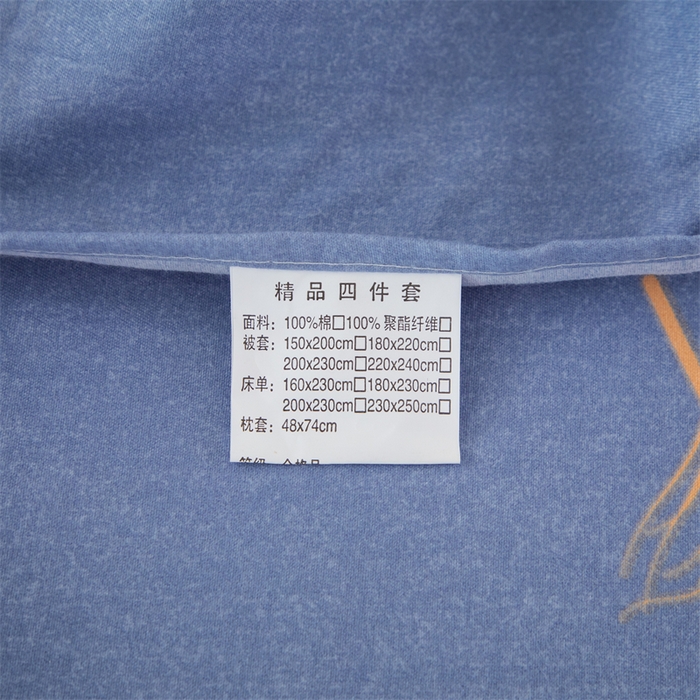 精品四件套
面料：100%棉□100%聚酯纤维□
被套：150x200cm□180x220cm□
200x230cm□220x240cm□
床单：160x230cm□180x230cm□
200x230cm□230x250cm□
枕套：48x74cm